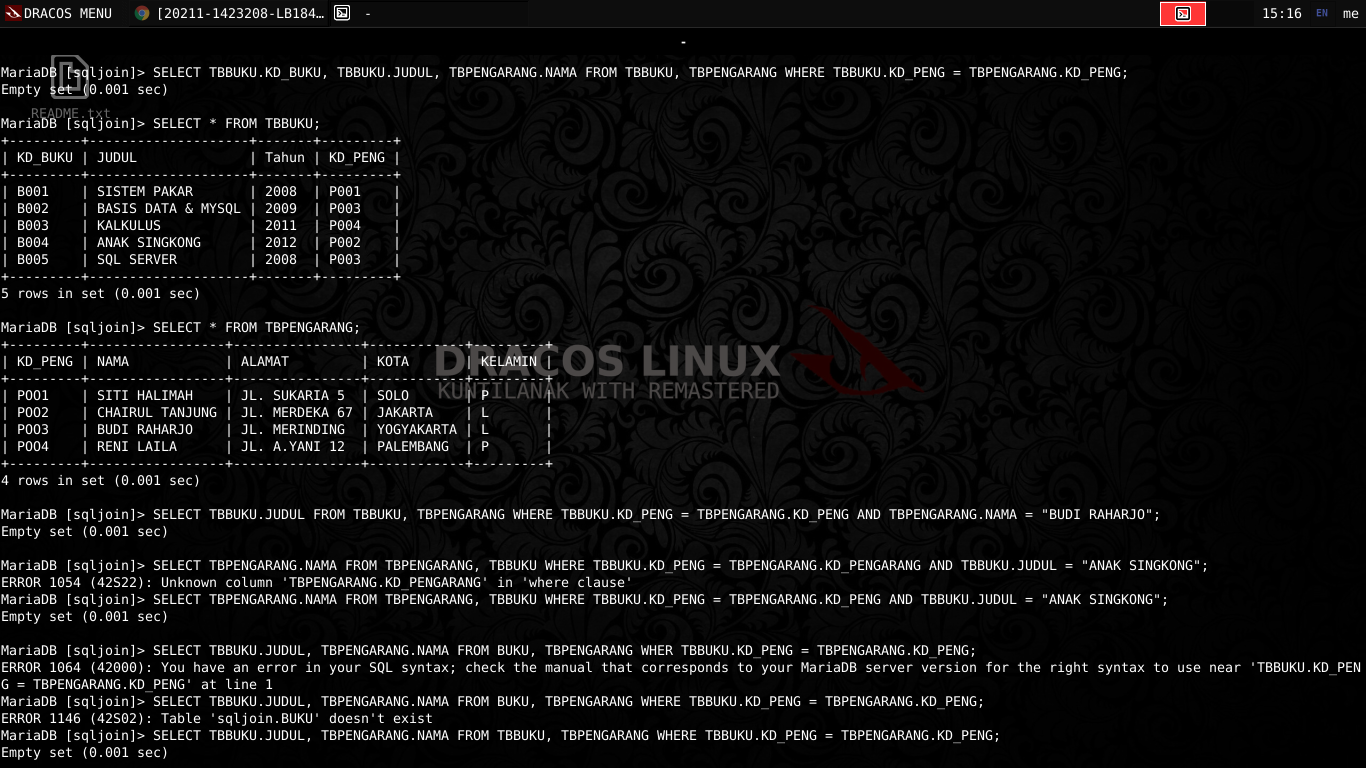 DRACOS MENU [20211-1423208-LB184… - 15:16 EN me
-
MariaDB [sqljoin]> SELECT TBBUKU.KD_BUKU, TBBUKU.JUDUL, TBPENGARANG.NAMA FROM TBBUKU, TBPENGARANG WHERE TBBUKU.KD_PENG = TBPENGARANG.KD_PENG;
Empty set (0.001 sec)
README.txt
MariaDB [sqljoin]> SELECT * FROM TBBUKU;
+---------+--------------------+-------+---------+
| KD_BUKU | JUDUL              | Tahun | KD_PENG |
+---------+--------------------+-------+---------+
| B001    | SISTEM PAKAR       | 2008  | P001    |
| B002    | BASIS DATA & MYSQL | 2009  | P003    |
| B003    | KALKULUS           | 2011  | P004    |
| B004    | ANAK SINGKONG      | 2012  | P002    |
| B005    | SQL SERVER         | 2008  | P003    |
+---------+--------------------+-------+---------+
5 rows in set (0.001 sec)
MariaDB [sqljoin]> SELECT * FROM TBPENGARANG;
+---------+-----------------+----------------+------------+---------+
| KD_PENG | NAMA            | ALAMAT         | KOTA       | KELAMIN |
+---------+-----------------+----------------+------------+---------+
| POO1    | SITI HALIMAH    | JL. SUKARIA 5  | SOLO       | P       |
| POO2    | CHAIRUL TANJUNG | JL. MERDEKA 67 | JAKARTA    | L       |
| POO3    | BUDI RAHARJO    | JL. MERINDING  | YOGYAKARTA | L       |
| POO4    | RENI LAILA      | JL. A.YANI 12  | PALEMBANG  | P       |
+---------+-----------------+----------------+------------+---------+
4 rows in set (0.001 sec)
DRACOS LINUX
KUNTILANAK WITH REMASTERED
MariaDB [sqljoin]> SELECT TBBUKU.JUDUL FROM TBBUKU, TBPENGARANG WHERE TBBUKU.KD_PENG = TBPENGARANG.KD_PENG AND TBPENGARANG.NAMA = "BUDI RAHARJO";
Empty set (0.001 sec)
MariaDB [sqljoin]> SELECT TBPENGARANG.NAMA FROM TBPENGARANG, TBBUKU WHERE TBBUKU.KD_PENG = TBPENGARANG.KD_PENGARANG AND TBBUKU.JUDUL = "ANAK SINGKONG";
ERROR 1054 (42S22): Unknown column 'TBPENGARANG.KD_PENGARANG' in 'where clause'
MariaDB [sqljoin]> SELECT TBPENGARANG.NAMA FROM TBPENGARANG, TBBUKU WHERE TBBUKU.KD_PENG = TBPENGARANG.KD_PENG AND TBBUKU.JUDUL = "ANAK SINGKONG";
Empty set (0.001 sec)
MariaDB [sqljoin]> SELECT TBBUKU.JUDUL, TBPENGARANG.NAMA FROM BUKU, TBPENGARANG WHER TBBUKU.KD_PENG = TBPENGARANG.KD_PENG;
ERROR 1064 (42000): You have an error in your SQL syntax; check the manual that corresponds to your MariaDB server version for the right syntax to use near 'TBBUKU.KD_PEN
G = TBPENGARANG.KD_PENG' at line 1
MariaDB [sqljoin]> SELECT TBBUKU.JUDUL, TBPENGARANG.NAMA FROM BUKU, TBPENGARANG WHERE TBBUKU.KD_PENG = TBPENGARANG.KD_PENG;
ERROR 1146 (42S02): Table 'sqljoin.BUKU' doesn't exist
MariaDB [sqljoin]> SELECT TBBUKU.JUDUL, TBPENGARANG.NAMA FROM TBBUKU, TBPENGARANG WHERE TBBUKU.KD_PENG = TBPENGARANG.KD_PENG;
Empty set (0.001 sec)